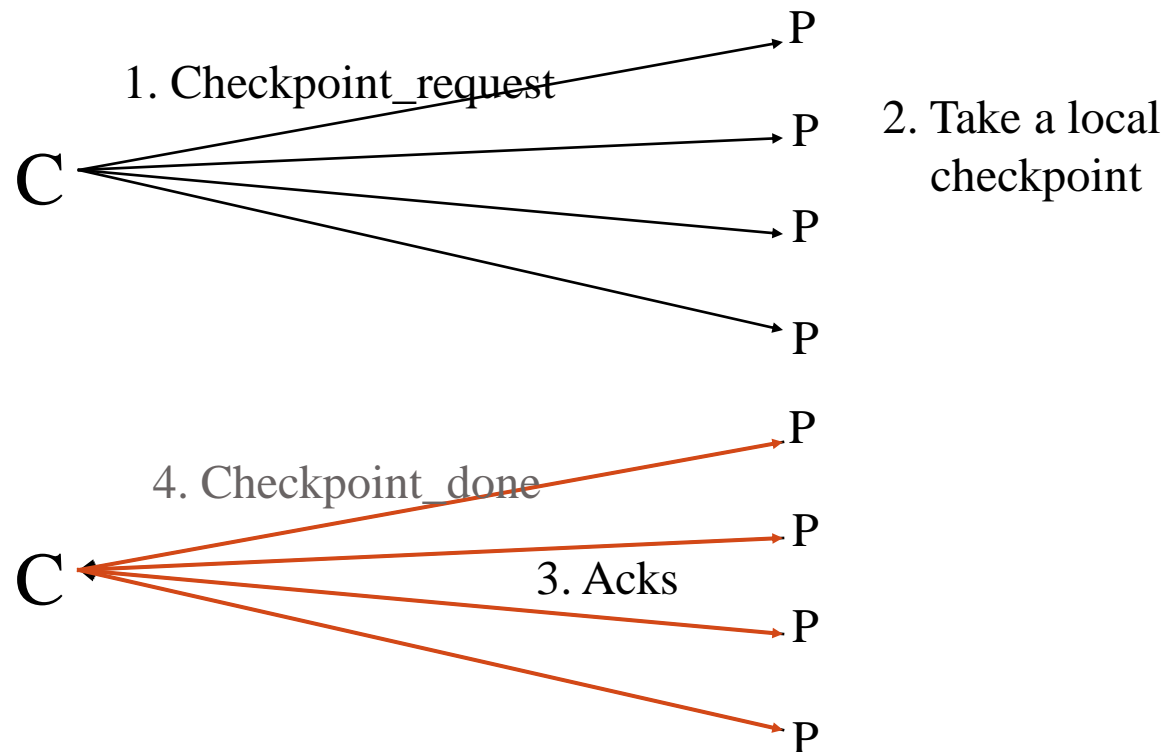 P
1. Checkpoint_request
P
2. Take a local
C
checkpoint
P
P
P
4. Checkpoint_done
P
C
3. Acks
P
P